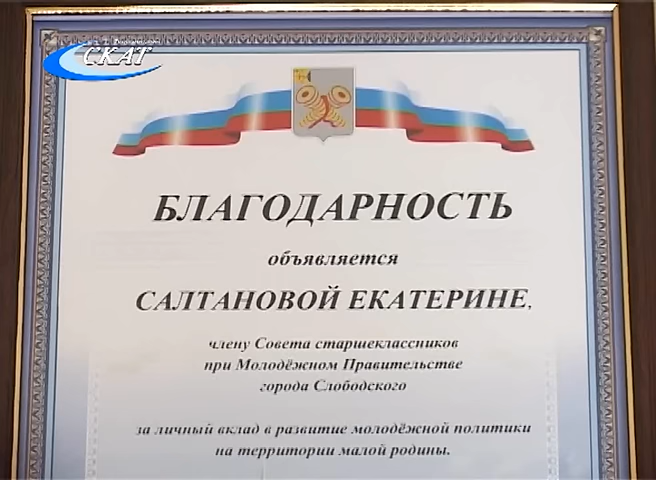 СКАТ
БЛАГОДАРНОСТЬ
объявляется
САЛТАНОВОЙ ЕКАТЕРИНЕ,
члену Совета старшеклассников
при Молодёжном Правительстве
города Слободского
за личный вклад в развитие молодёжной политики
на территории малой родины.